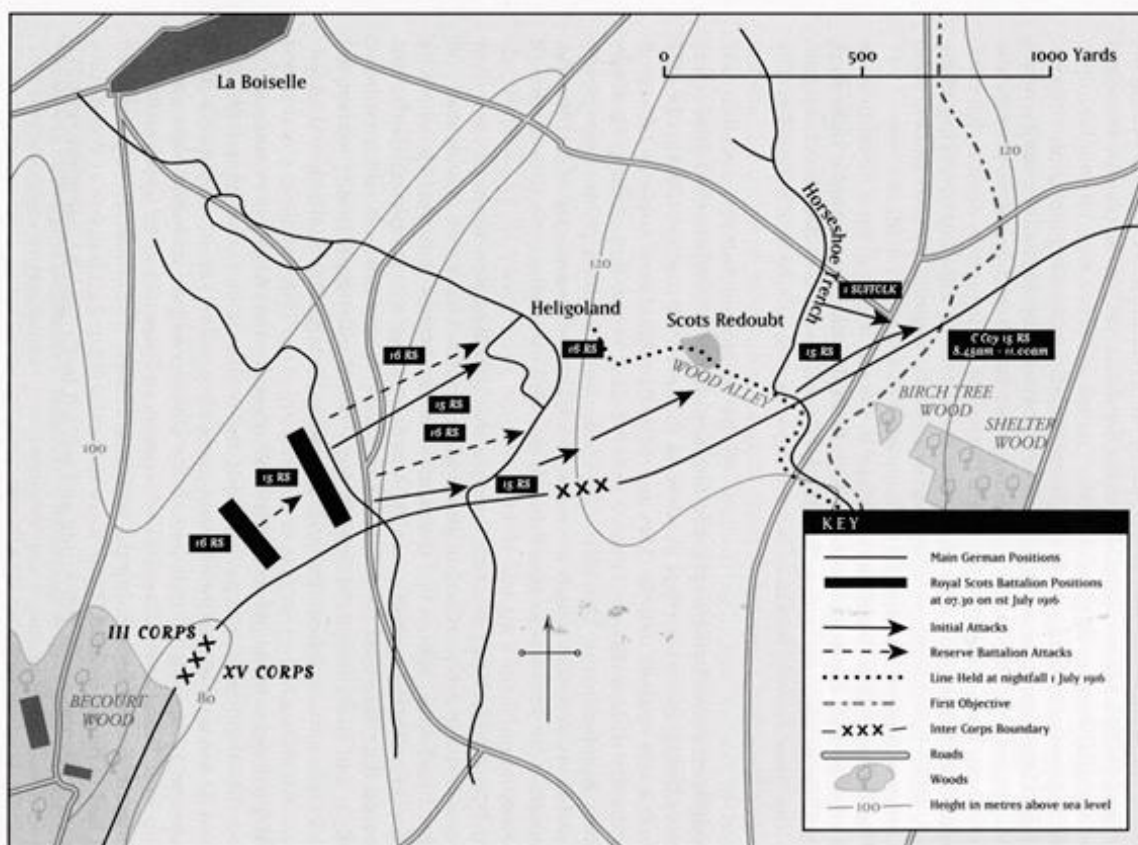 La Boiselle
0 500 1000 Yards
120
120
Horseshoe Trench
1 SUFFOLK
Heligoland
Scots Redoubt
16 RS
16 RS
15 RS
C Coy 15 RS
8.45am - 11.00am
WOOD ALLEY
BIRCH TREE
WOOD
SHELTER
WOOD
15 RS
16 RS
100
15 RS
15 RS
16 RS
III CORPS
XXX
XV CORPS
XXX
80
BECOURT
WOOD
KEY
Main German Positions
Royal Scots Battalion Positions
at 07.30 on 1st July 1916
Initial Attacks
Reserve Battalion Attacks
Line Held at nightfall 1 July 1916
First Objective
XXX Inter Corps Boundary
Roads
Woods
100 Height in metres above sea level